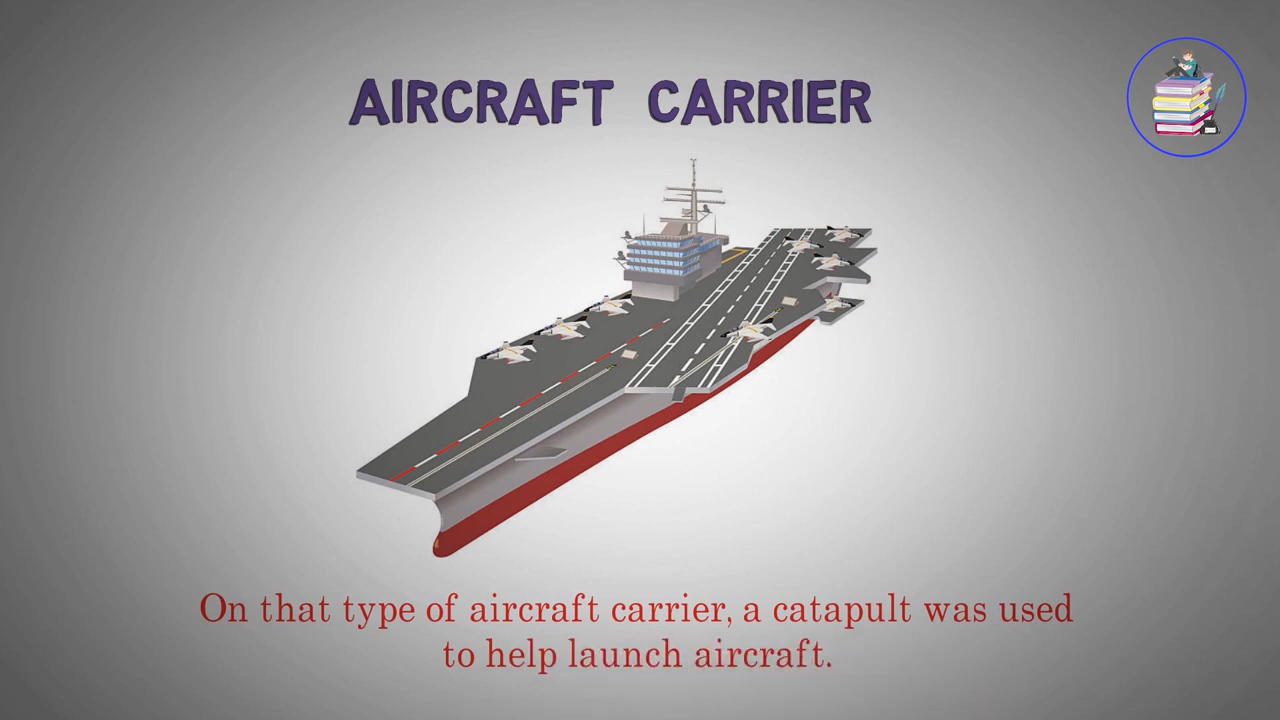 AIRCRAFT CARRIER
On that type of aircraft carrier, a catapult was used
to help launch aircraft.